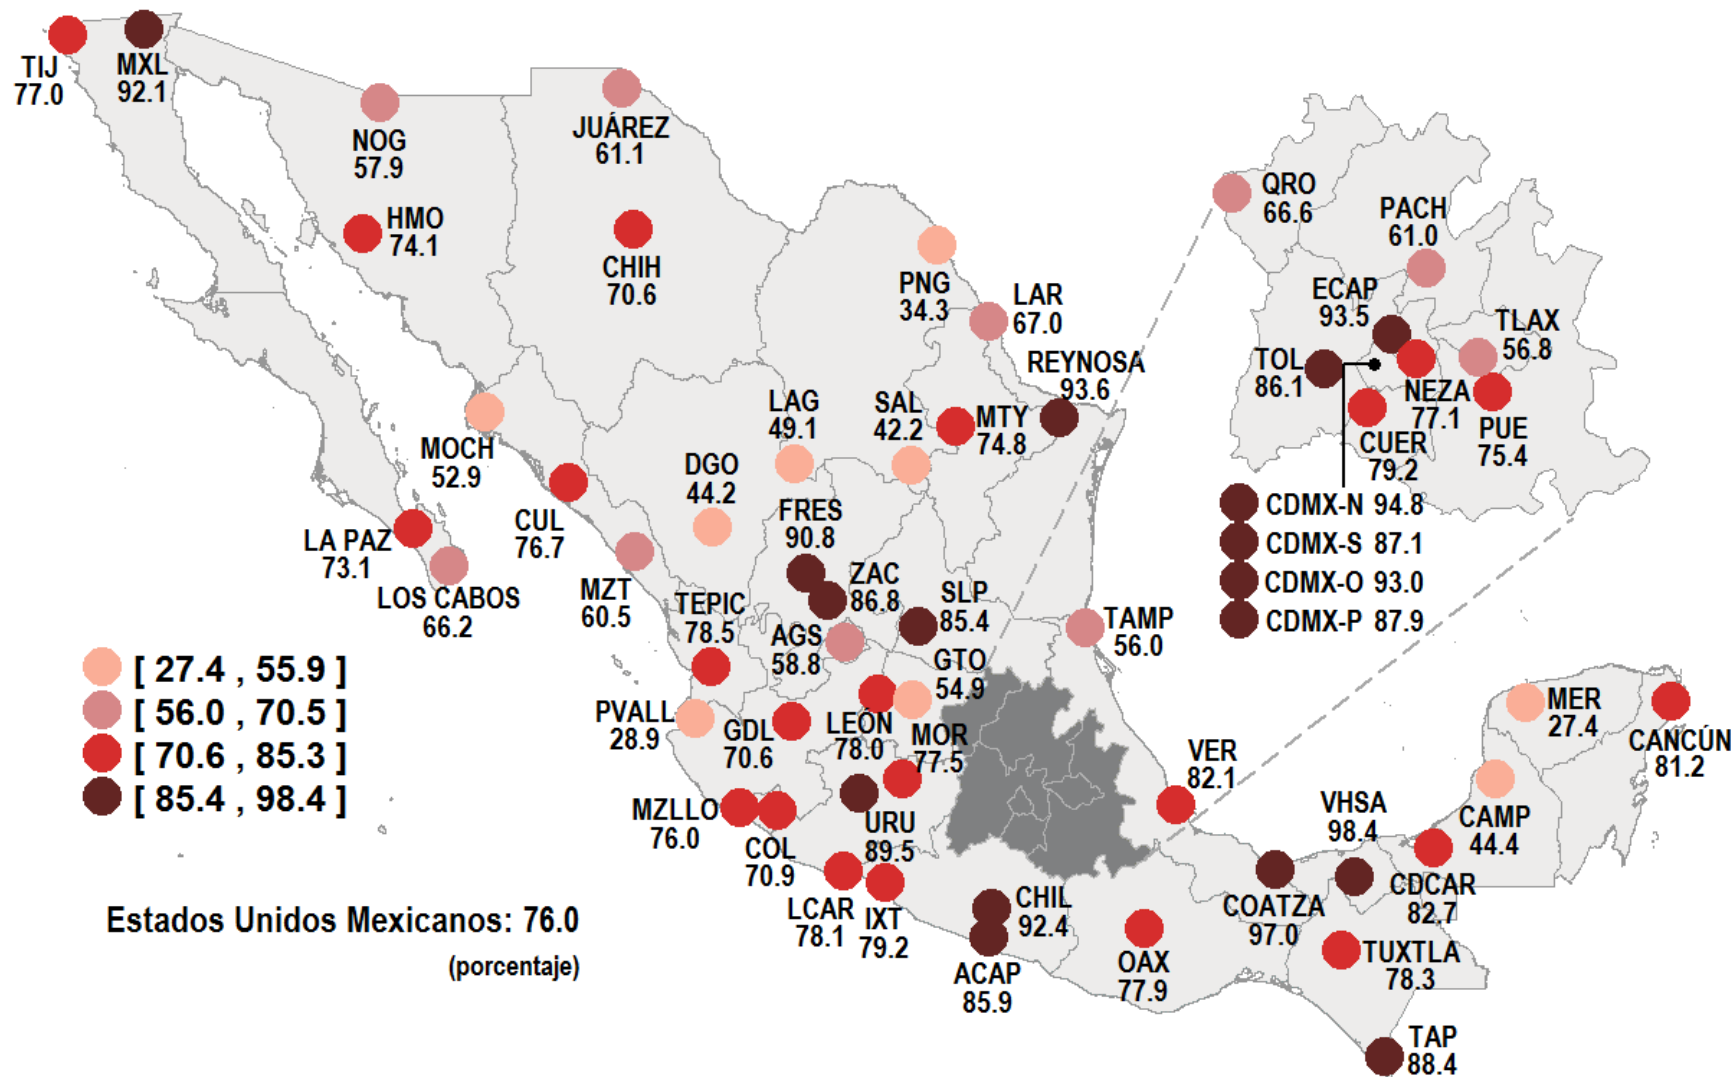 TIJ
77.0
MXL
92.1
NOG
57.9
JUÁREZ
61.1
HMO
74.1
CHIH
70.6
PNG
34.3
LAR
67.0
REYNOSA
93.6
QRO
66.6
PACH
61.0
ECAP
93.5
TLAX
56.8
TOL
86.1
NEZA
77.1
PUE
75.4
CUER
79.2
CDMX-N 94.8
CDMX-S 87.1
CDMX-O 93.0
CDMX-P 87.9
MOCH
52.9
LAG
49.1
SAL
42.2
MTY
74.8
DGO
44.2
FRES
90.8
CUL
76.7
LA PAZ
73.1
LOS CABOS
66.2
MZT
60.5
ZAC
86.8
SLP
85.4
TEPIC
78.5
AGS
58.8
GTO
54.9
TAMP
56.0
[ 27.4 , 55.9 ]
[ 56.0 , 70.5 ]
[ 70.6 , 85.3 ]
[ 85.4 , 98.4 ]
PVALL
28.9
GDL
70.6
LEÓN
78.0
MOR
77.5
VER
82.1
MER
27.4
CANCÚN
81.2
MZLLO
76.0
COL
70.9
URU
89.5
VHSA
98.4
CAMP
44.4
LCAR
78.1
IXT
79.2
CHIL
92.4
ACAP
85.9
OAX
77.9
COATZA
97.0
CDCAR
82.7
TUXTLA
78.3
TAP
88.4
Estados Unidos Mexicanos: 76.0
(porcentaje)